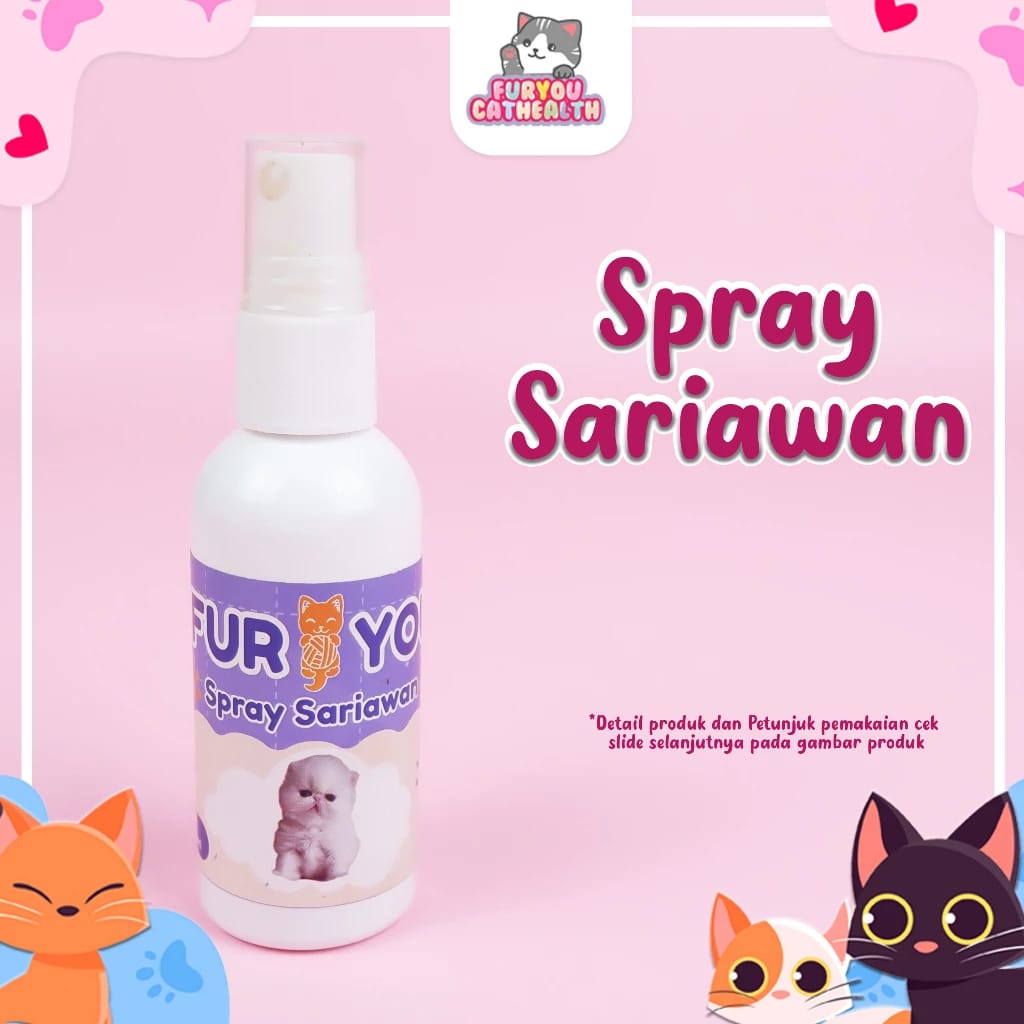 FURYOU
CATHEALTH
Spray
Sariawan
FUR YO
Spray Sariawan
*Detail produk dan Petunjuk pemakaian cek
slide selanjutnya pada gambar produk